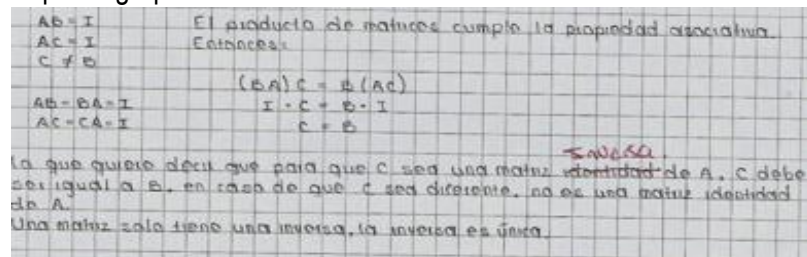 AB = I
AC = I
C ≠ B
El producto de matrices cumple la propiedad asociativa.
Entonces:
(BA)C = B(AC)
I · C = B · I
C = B
AB = BA = I
AC = CA = I
INVERSA
lo que quiere decir que para que C sea una matriz identidad de A, C debe
ser igual a B, en caso de que C sea diferente, no es una matriz identidad
de A.
Una matriz solo tiene una inversa, la inversa es única.